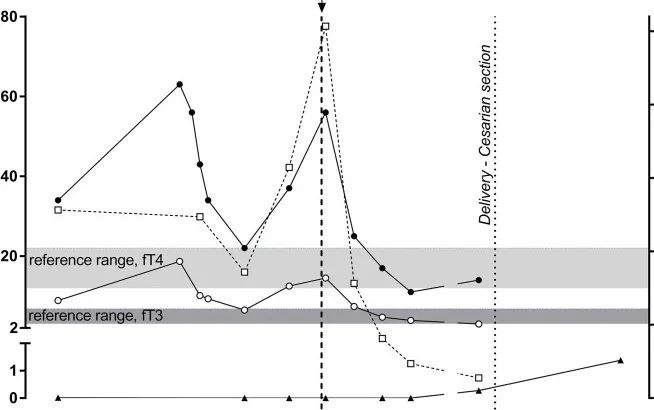 80
60
40
20
2
1
0
reference range, fT4
reference range, fT3
Delivery - Cesarian section